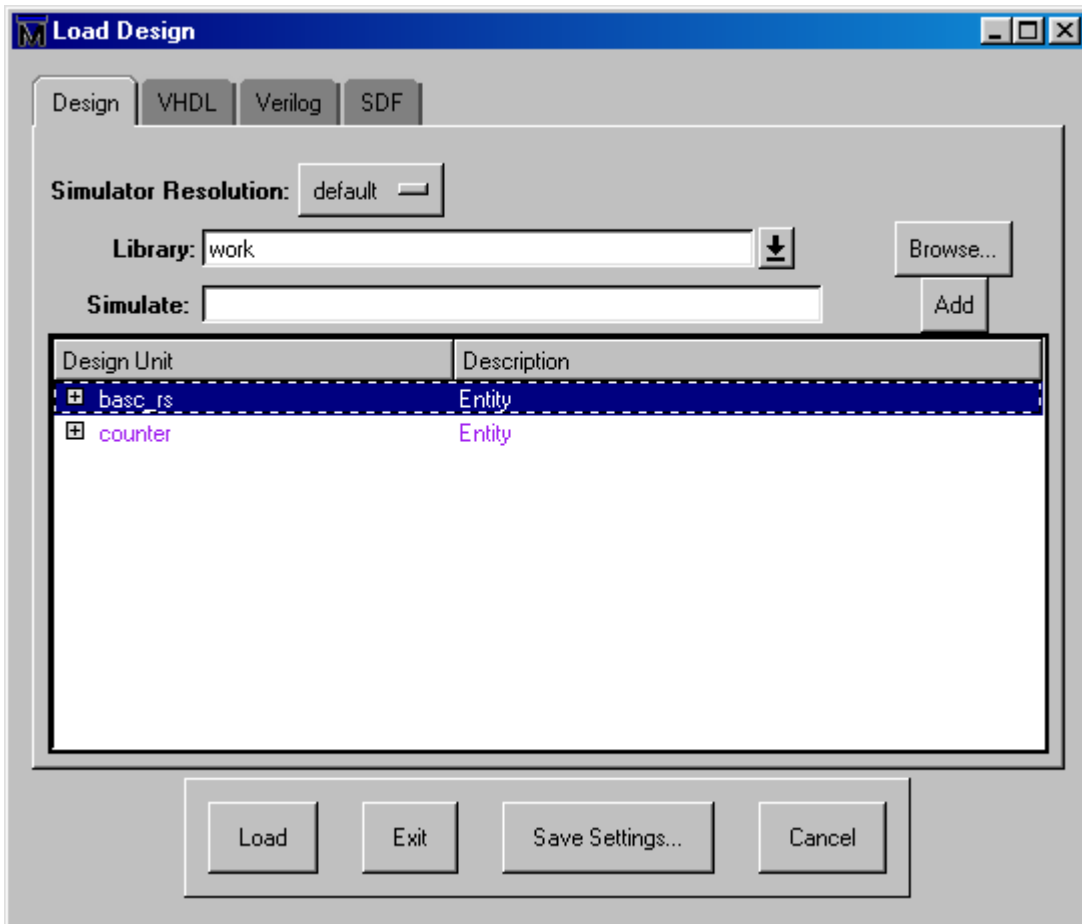 Load Design
Design VHDL Verilog SDF
Simulator Resolution: default
Library: work Browse...
Simulate: Add
Design Unit Description
basc_rs Entity
counter Entity
Load Exit Save Settings... Cancel